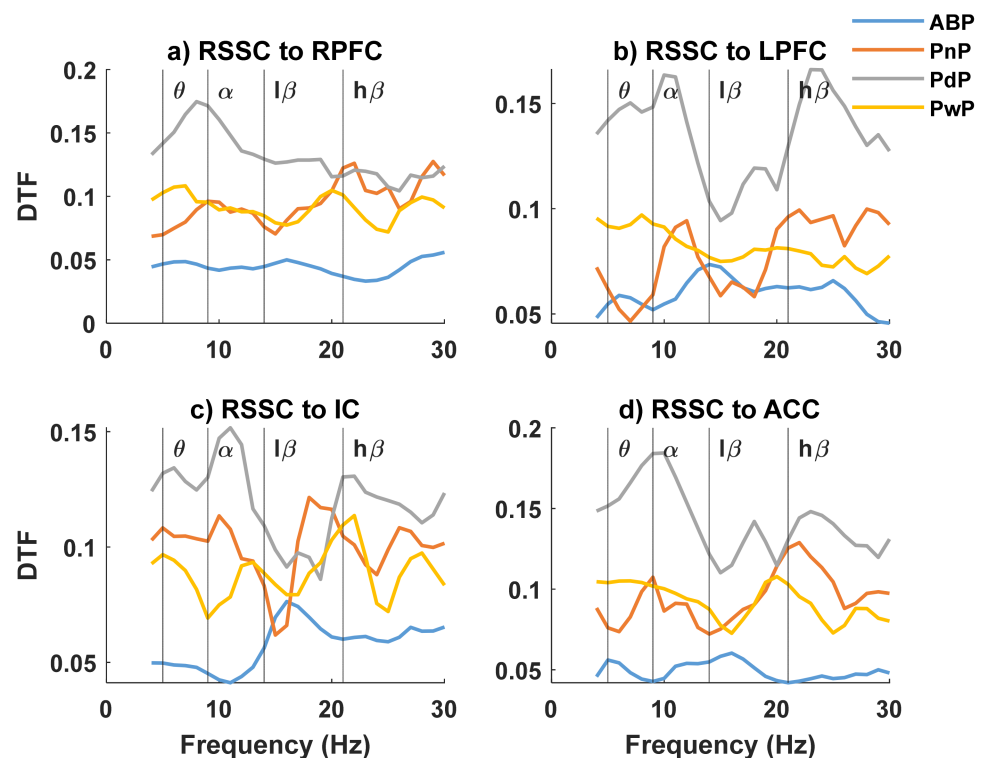 ABP
PnP
PdP
PwP
a) RSSC to RPFC
b) RSSC to LPFC
θ α lβ hβ
θ α lβ hβ
DTF
0.2
0.15
0.1
0.05
0
0 10 20 30
0.15
0.1
0.05
0 10 20 30
c) RSSC to IC
d) RSSC to ACC
θ α lβ hβ
θ α lβ hβ
DTF
0.15
0.1
0.05
0 10 20 30
Frequency (Hz)
0.2
0.15
0.1
0.05
0 10 20 30
Frequency (Hz)